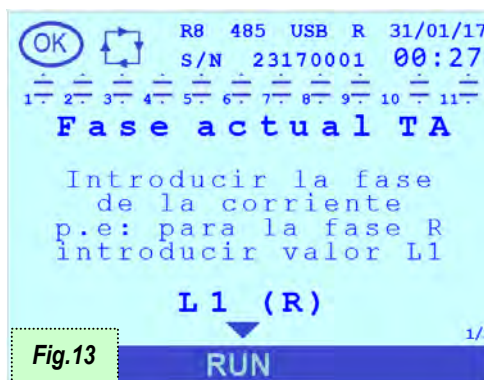 OK R8 485 USB R 31/01/17
S/N 23170001 00:27
1 2 3 4 5 6 7 8 9 10 11
Fase actual TA
Introducir la fase
de la corriente
p.e: para la fase R
introducir valor L1
L1 (R)
1/
Fig.13 RUN